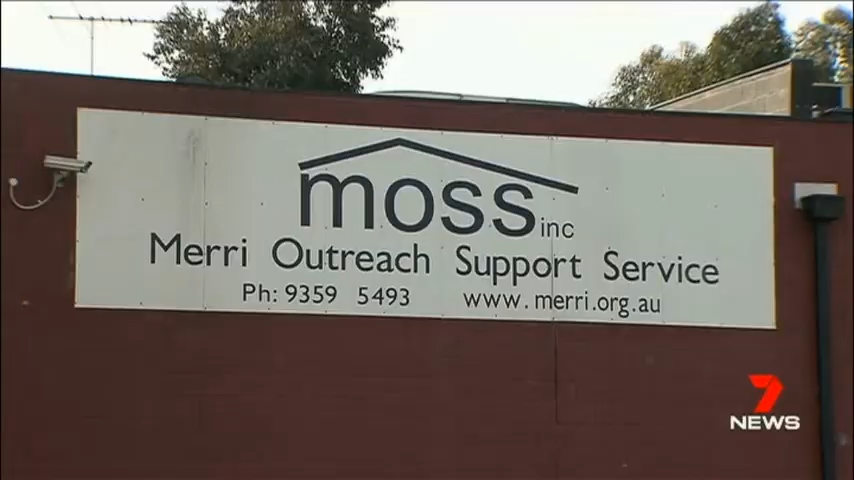 moss inc
Merri Outreach Support Service
Ph: 9359 5493 www.merri.org.au
7
NEWS